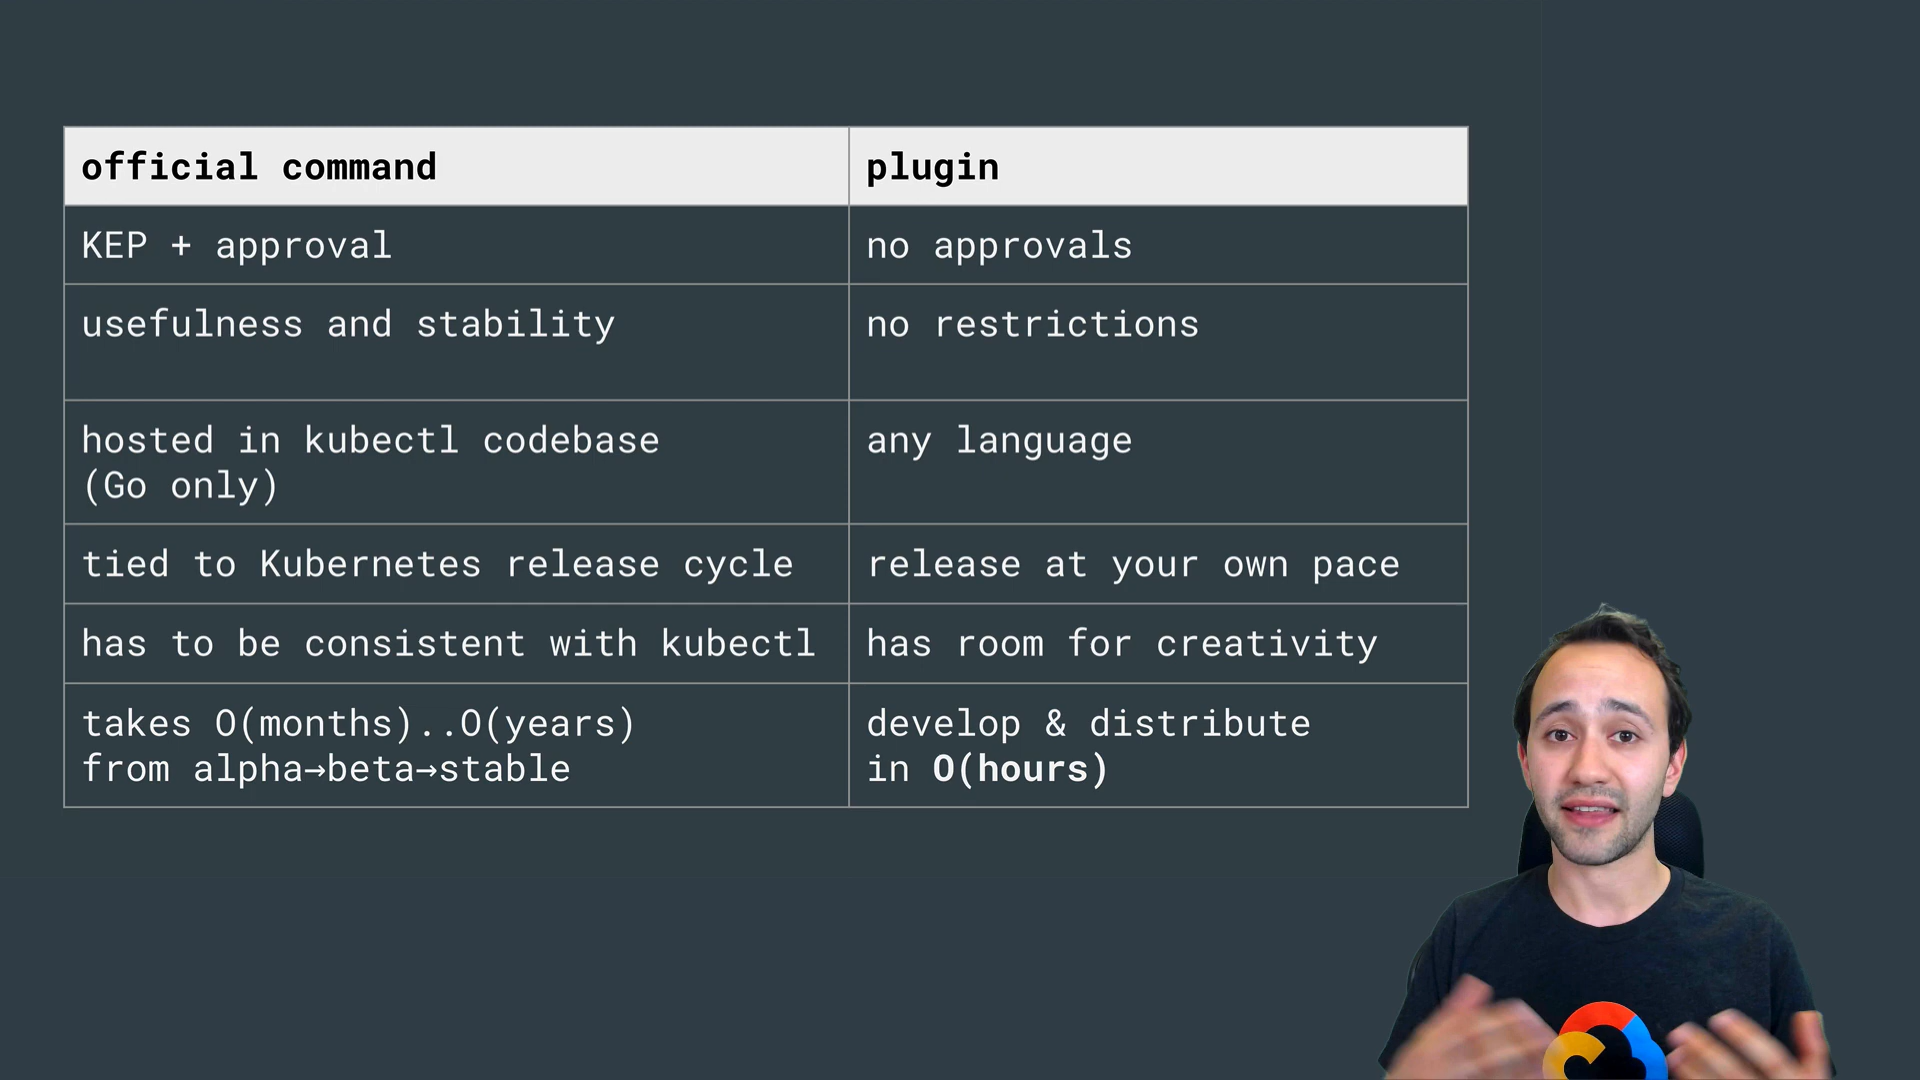 official command
plugin
KEP + approval
no approvals
usefulness and stability
no restrictions
hosted in kubectl codebase
(Go only)
any language
tied to Kubernetes release cycle
release at your own pace
has to be consistent with kubectl
has room for creativity
takes O(months)..O(years)
from alpha→beta→stable
develop & distribute
in O(hours)